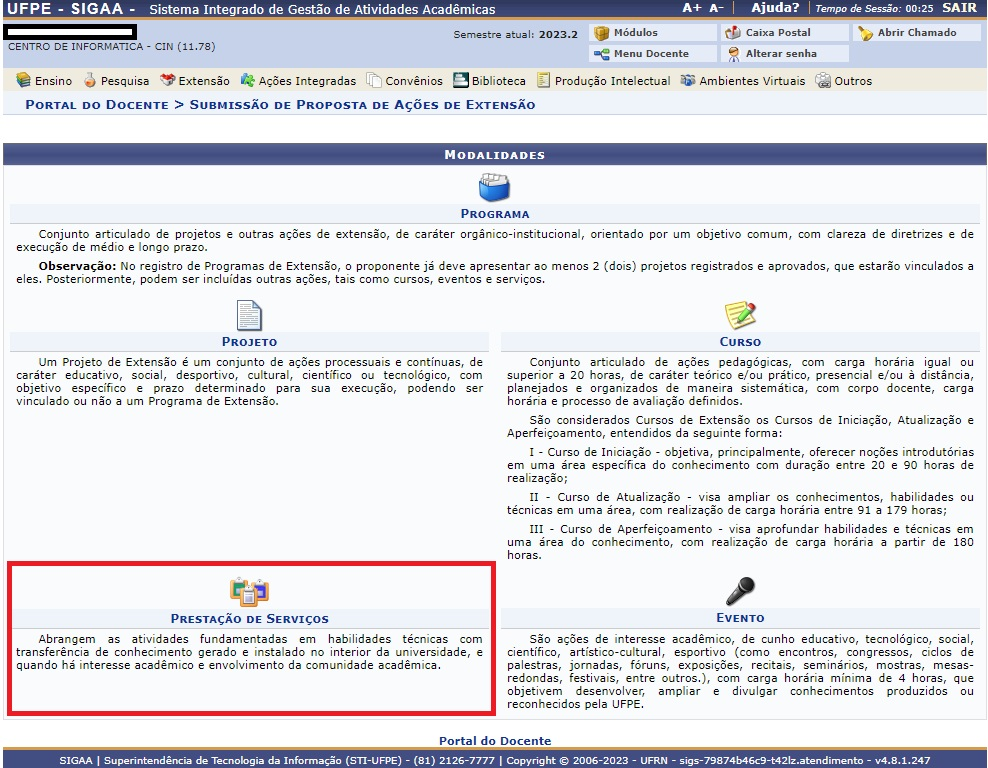 UFPE - SIGAA - Sistema Integrado de Gestão de Atividades Acadêmicas A+ A- Ajuda? Tempo de Sessão: 00:25 SAIR
CENTRO DE INFORMATICA - CIN (11.78)
Semestre atual: 2023.2
Módulos Caixa Postal Abrir Chamado
Menu Docente Alterar senha
Ensino Pesquisa Extensão Ações Integradas Convênios Biblioteca Produção Intelectual Ambientes Virtuais Outros
Portal do Docente > Submissão de Proposta de Ações de Extensão
Modalidades
Programa
Conjunto articulado de projetos e outras ações de extensão, de caráter orgânico-institucional, orientado por um objetivo comum, com clareza de diretrizes e de
execução de médio e longo prazo.
Observação: No registro de Programas de Extensão, o proponente já deve apresentar ao menos 2 (dois) projetos registrados e aprovados, que estarão vinculados a
eles. Posteriormente, podem ser incluídas outras ações, tais como cursos, eventos e serviços.
Projeto
Um Projeto de Extensão é um conjunto de ações processuais e contínuas, de
caráter educativo, social, desportivo, cultural, científico ou tecnológico, com
objetivo específico e prazo determinado para sua execução, podendo ser
vinculado ou não a um Programa de Extensão.
Curso
Conjunto articulado de ações pedagógicas, com carga horária igual ou
superior a 20 horas, de caráter teórico e/ou prático, presencial e/ou à distância,
planejados e organizados de maneira sistemática, com corpo docente, carga
horária e processo de avaliação definidos.
São considerados Cursos de Extensão os Cursos de Iniciação, Atualização e
Aperfeiçoamento, entendidos da seguinte forma:
I - Curso de Iniciação - objetiva, principalmente, oferecer noções introdutórias
em uma área específica do conhecimento com duração entre 20 e 90 horas de
realização;
II - Curso de Atualização - visa ampliar os conhecimentos, habilidades ou
técnicas em uma área, com realização de carga horária entre 91 a 179 horas;
III - Curso de Aperfeiçoamento - visa aprofundar habilidades e técnicas em
uma área do conhecimento, com realização de carga horária a partir de 180
horas.
Prestação de Serviços
Abrangem as atividades fundamentadas em habilidades técnicas com
transferência de conhecimento gerado e instalado no interior da universidade, e
quando há interesse acadêmico e envolvimento da comunidade acadêmica.
Evento
São ações de interesse acadêmico, de cunho educativo, tecnológico, social,
científico, artístico-cultural, esportivo (como encontros, congressos, ciclos de
palestras, jornadas, fóruns, exposições, recitais, seminários, mostras, mesas-
redondas, festivais, entre outros.), com carga horária mínima de 4 horas, que
objetivem desenvolver, ampliar e divulgar conhecimentos produzidos ou
reconhecidos pela UFPE.
Portal do Docente
SIGAA | Superintendência de Tecnologia da Informação (STI-UFPE) - (81) 2126-7777 | Copyright © 2006-2023 - UFRN - sigs-79874b46c9-t42lz.atendimento - v4.8.1.247